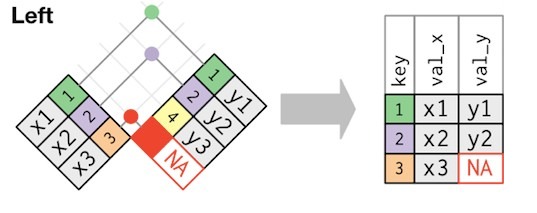 Left
1 x1
2 x2
3 x3
1 y1
2 y2
4 y3
NA
key val_x val_y
1 x1 y1
2 x2 y2
3 x3 NA